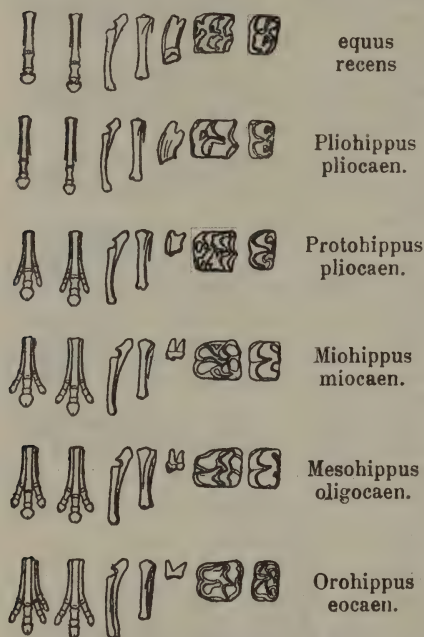 equus
recens
Pliohippus
pliocaen.
Protohippus
pliocaen.
Miohippus
miocaen.
Mesohippus
oligocaen.
Orohippus
eocaen.